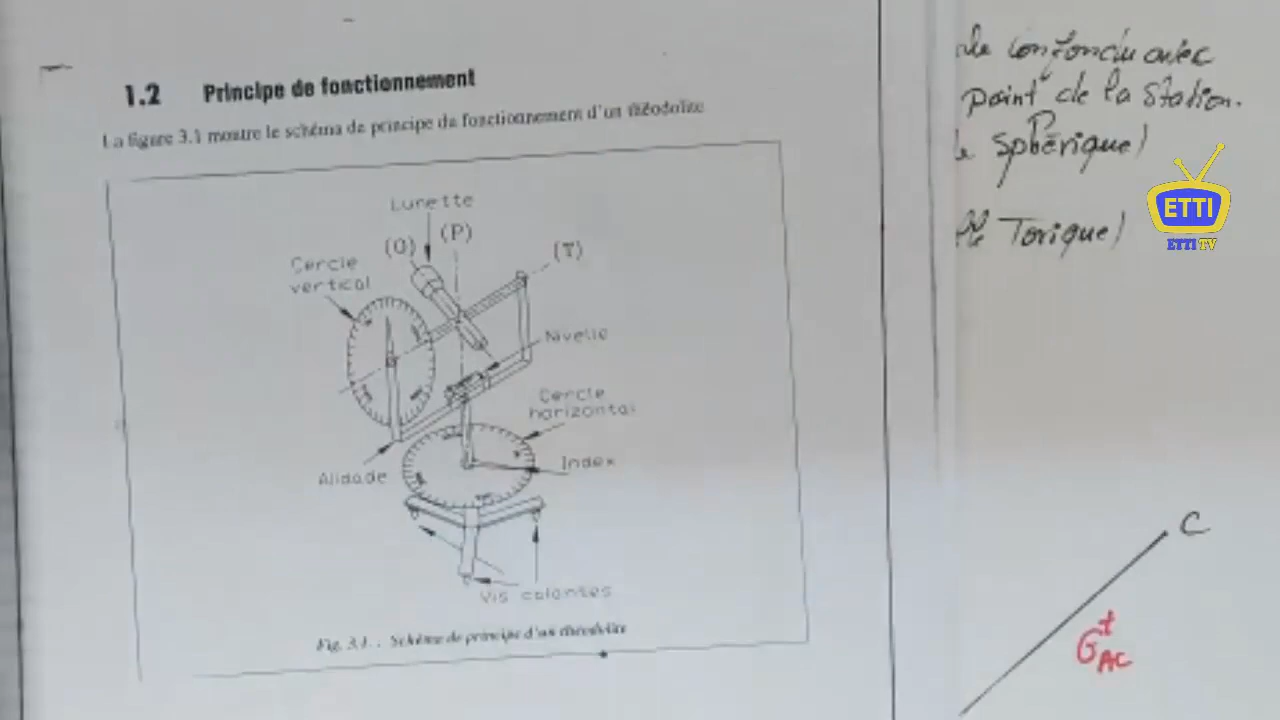 1.2 Principe de fonctionnement
La figure 3.1 montre le schéma de principe de fonctionnement d'un théodolite
Lunette
(O) (P)
(T)
Cercle
vertical
Nivelle
Cercle
horizontal
Index
Alidade
Vis calantes
Fig. 3.1. : Schéma de principe d'un théodolite
confondu avec
point de la station.
sphérique)
Torique)
ETTI
ETTI TV
C
G^t_AC